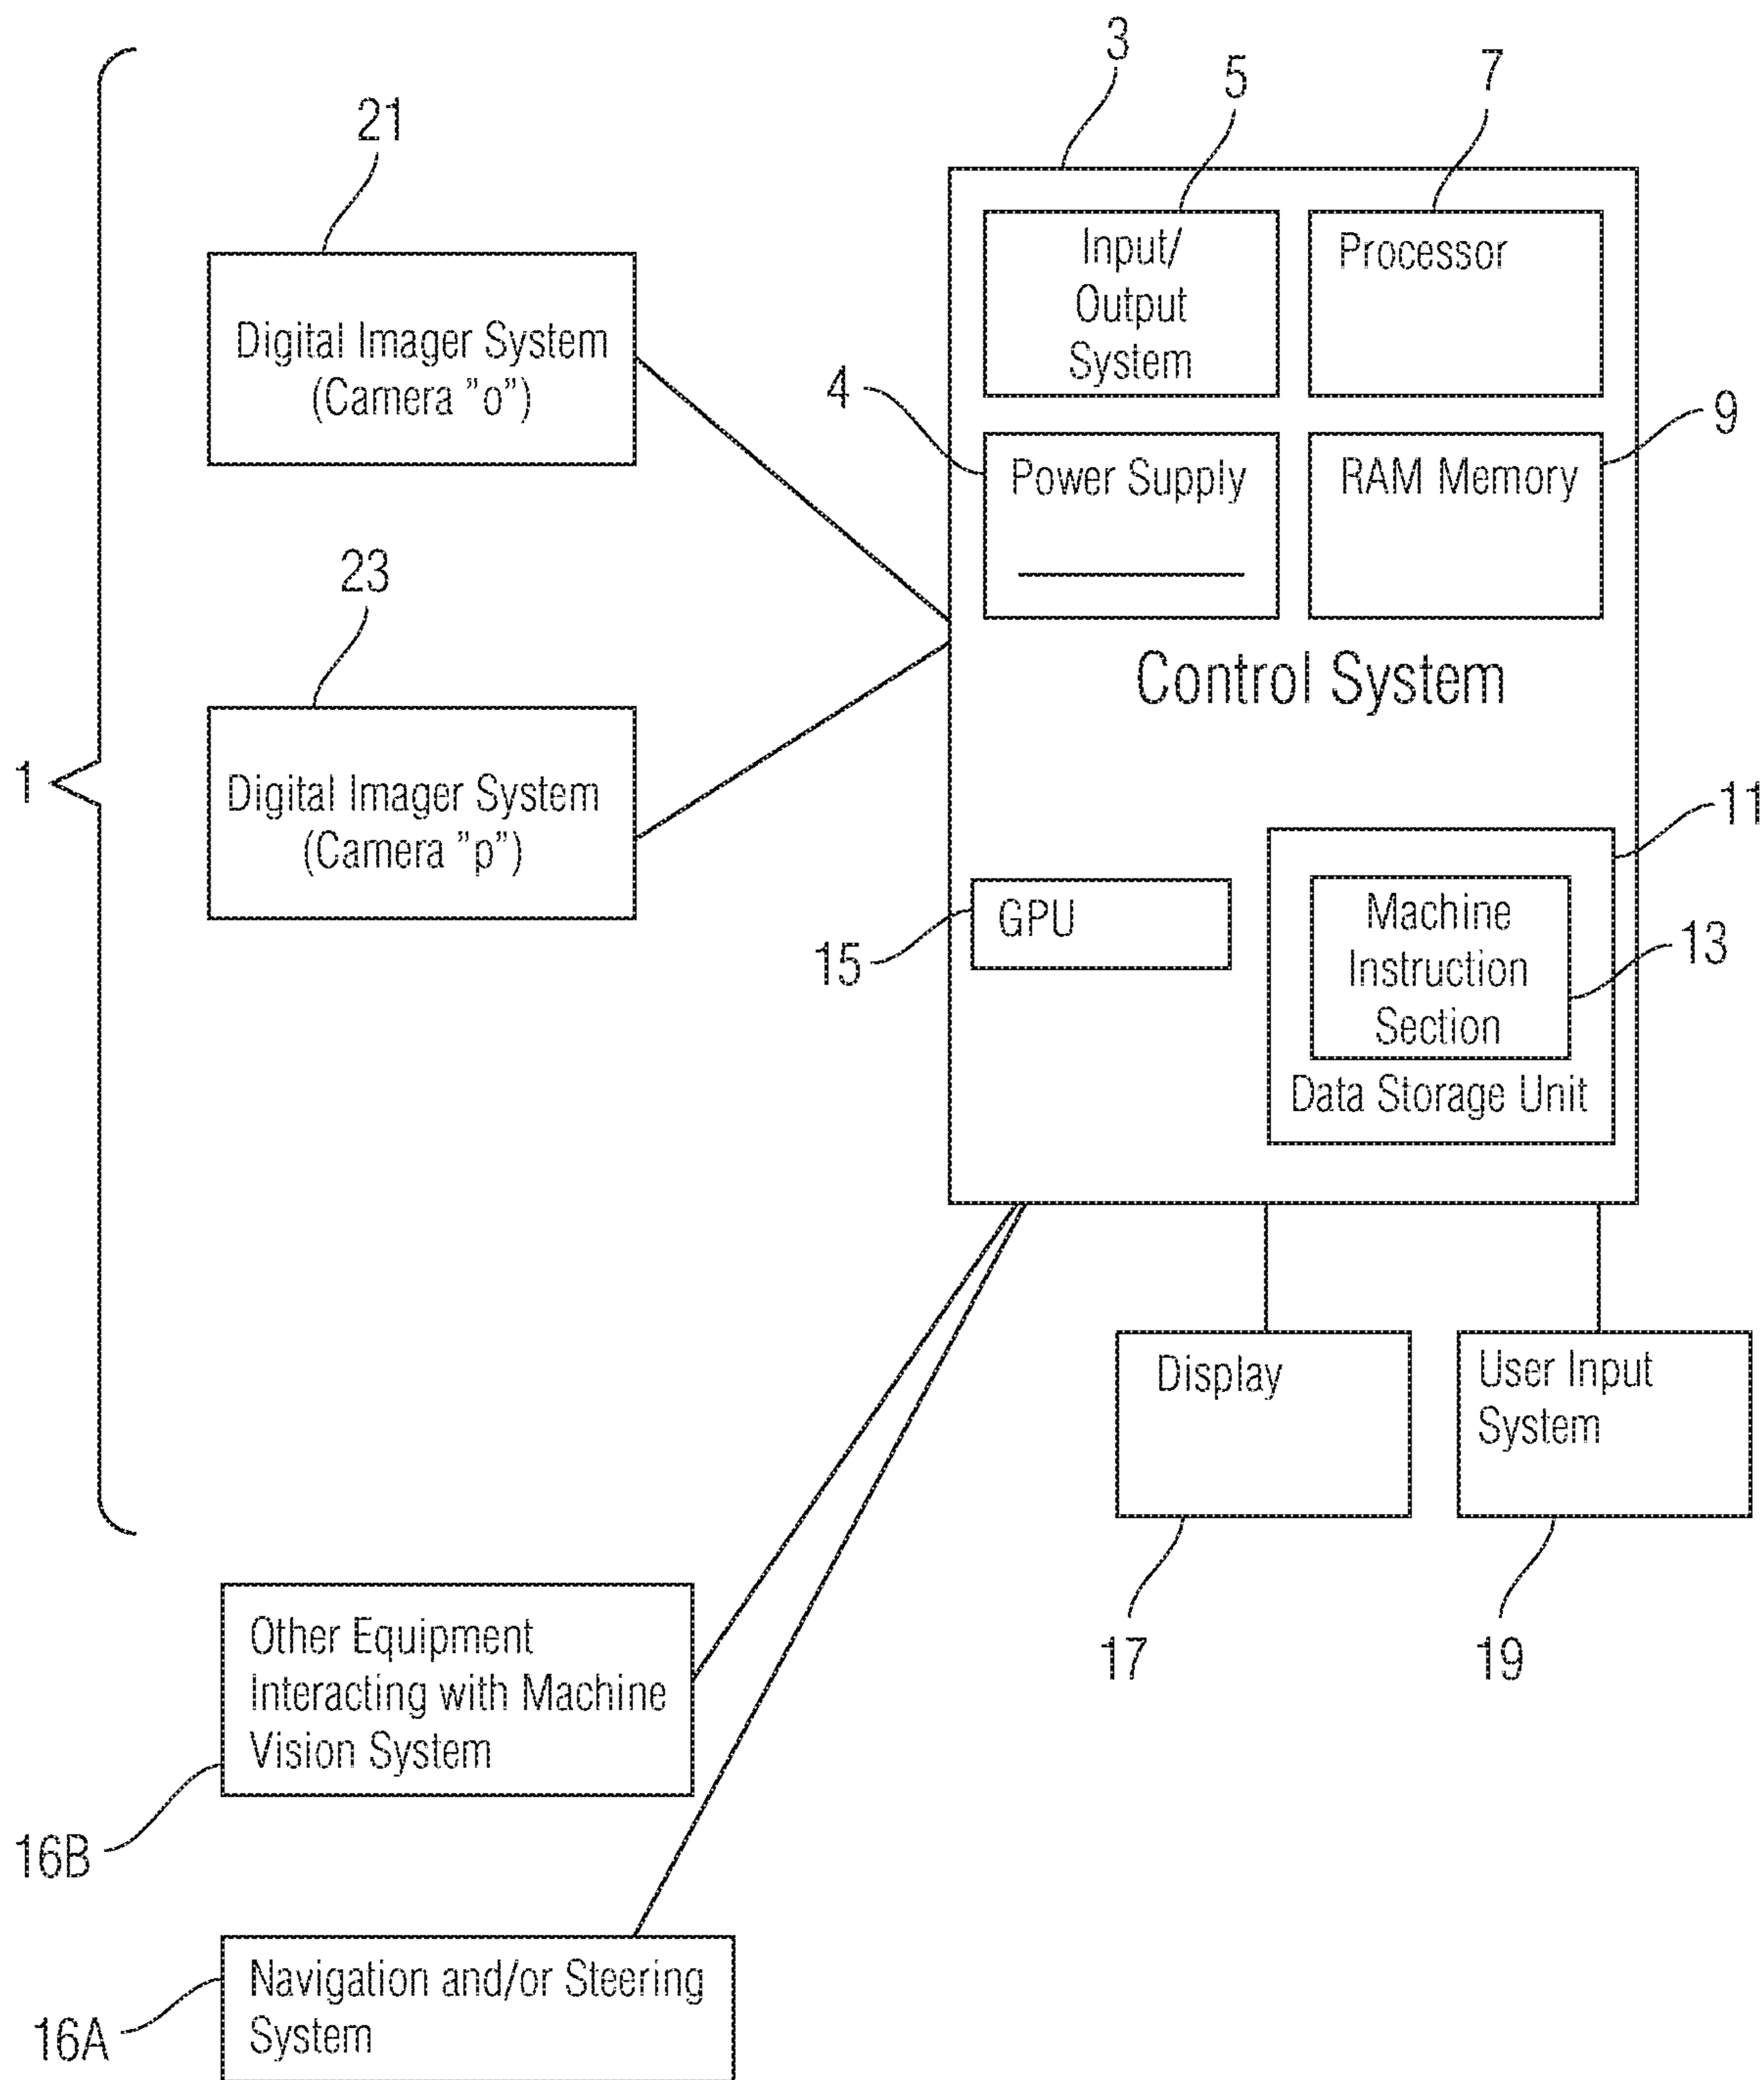 3
5
7
21
Input/
Output
System
Processor
Digital Imager System
(Camera "o")
4
9
Power Supply
RAM Memory
23
Control System
1
Digital Imager System
(Camera "p")
11
GPU
15
Machine
Instruction
Section
13
Data Storage Unit
Display
User Input
System
17
19
Other Equipment
Interacting with Machine
Vision System
16B
Navigation and/or Steering
System
16A